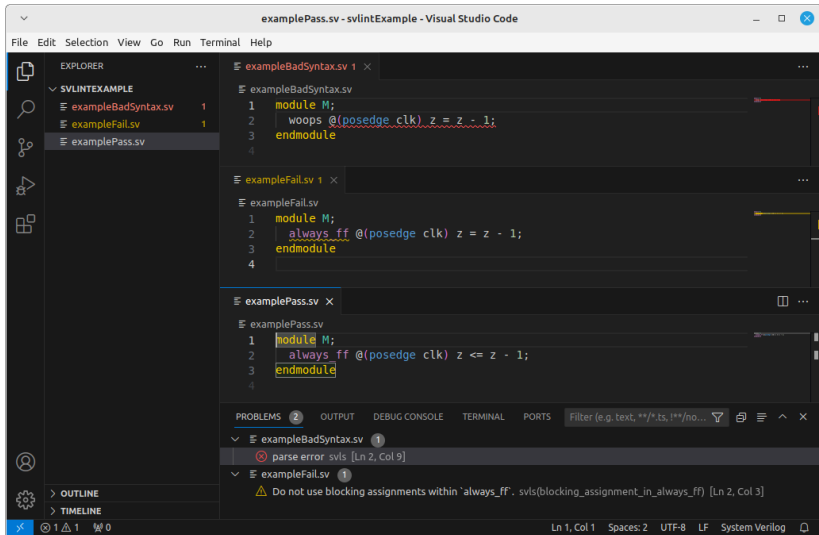 examplePass.sv - svlintExample - Visual Studio Code
File Edit Selection View Go Run Terminal Help
EXPLORER
SVLINTEXAMPLE
exampleBadSyntax.sv 1
exampleFail.sv 1
examplePass.sv
OUTLINE
TIMELINE
exampleBadSyntax.sv 1
exampleBadSyntax.sv
1 module M;
2 woops @(posedge clk) z = z - 1;
3 endmodule
4
exampleFail.sv 1
exampleFail.sv
1 module M;
2 always_ff @(posedge clk) z = z - 1;
3 endmodule
4
examplePass.sv
examplePass.sv
1 module M;
2 always_ff @(posedge clk) z <= z - 1;
3 endmodule
4
PROBLEMS 2 OUTPUT DEBUG CONSOLE TERMINAL PORTS Filter (e.g. text, **/*.ts, !**/no...
exampleBadSyntax.sv 1
parse error svls [Ln 2, Col 9]
exampleFail.sv 1
Do not use blocking assignments within `always_ff`. svls(blocking_assignment_in_always_ff) [Ln 2, Col 3]
1 1 0 Ln 1, Col 1 Spaces: 2 UTF-8 LF System Verilog